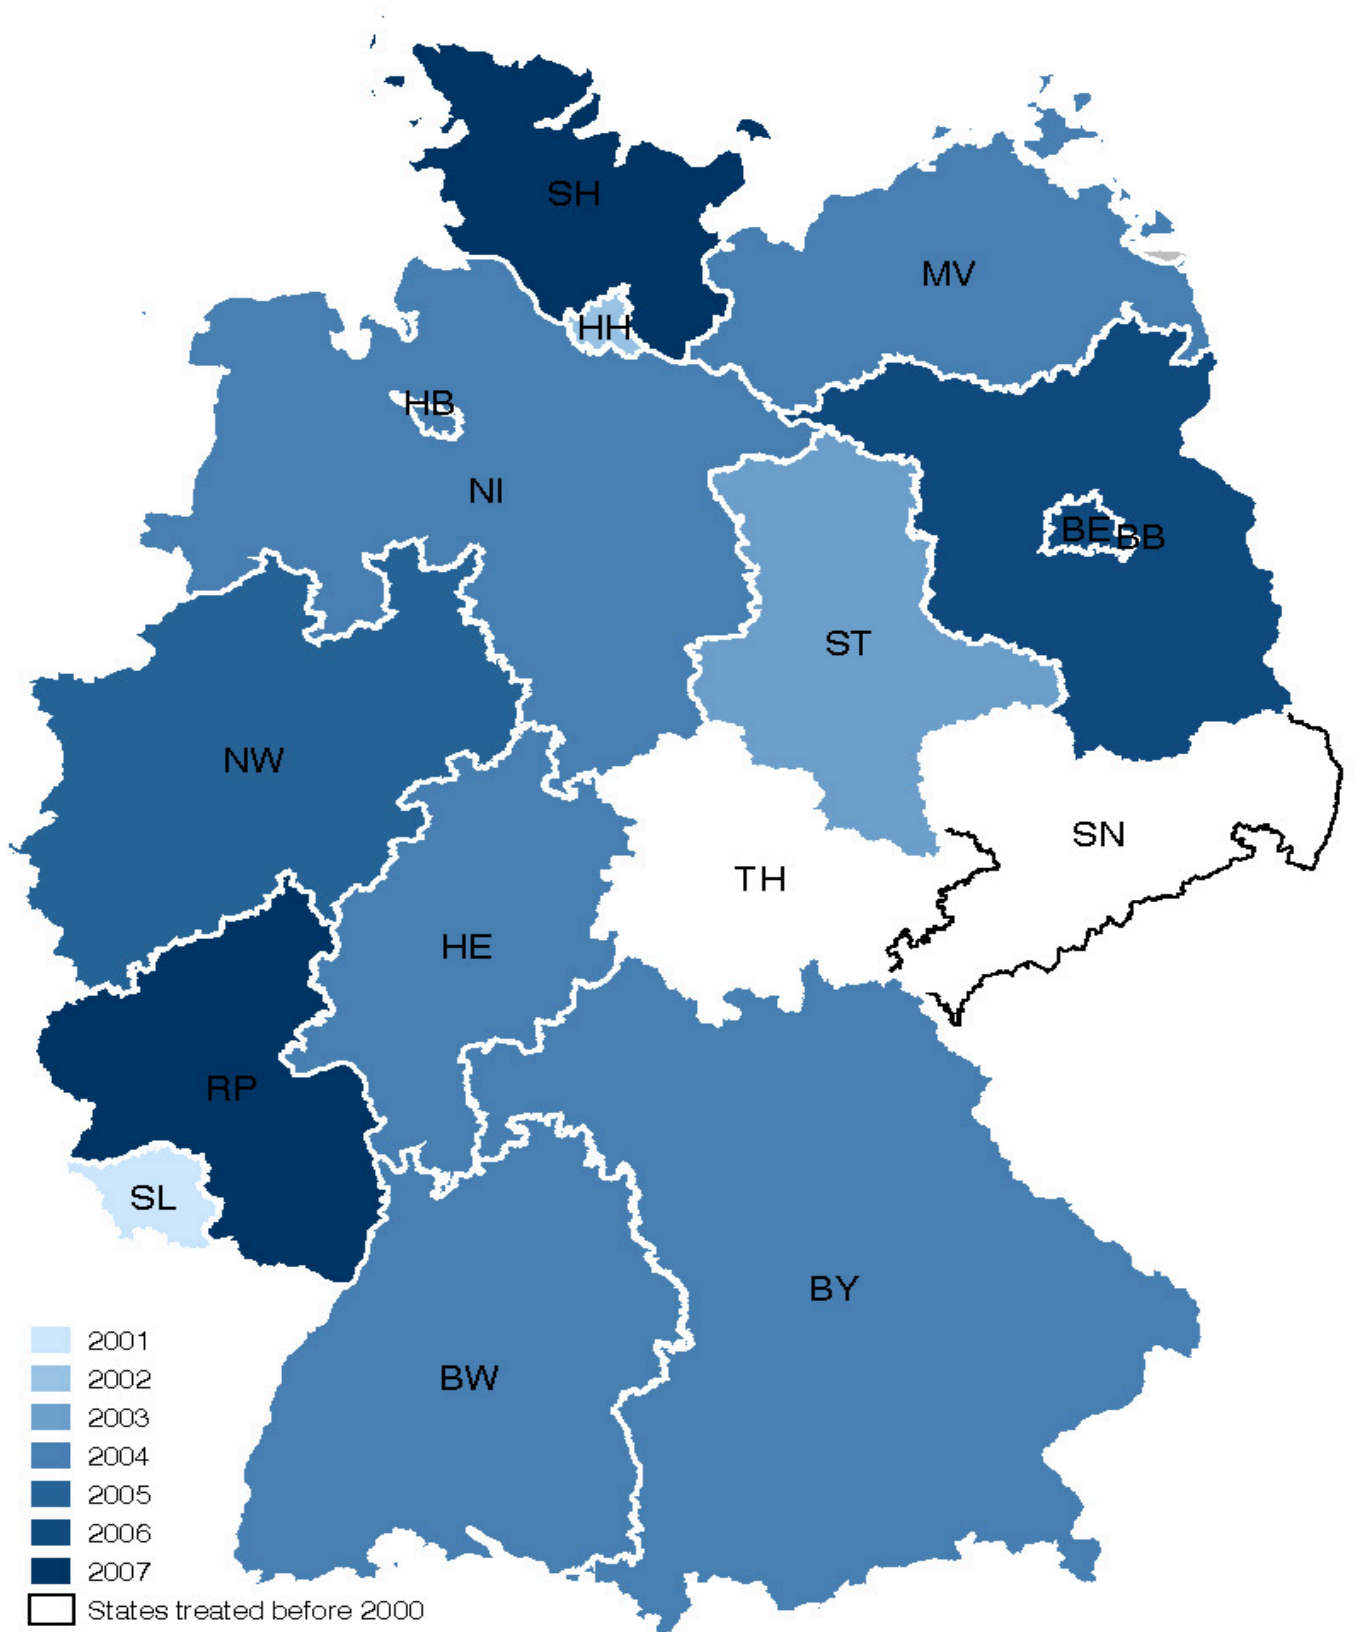 SH
MV
HH
HB
NI
BE
BB
ST
NW
SN
TH
HE
RP
SL
BY
BW
2001
2002
2003
2004
2005
2006
2007
States treated before 2000